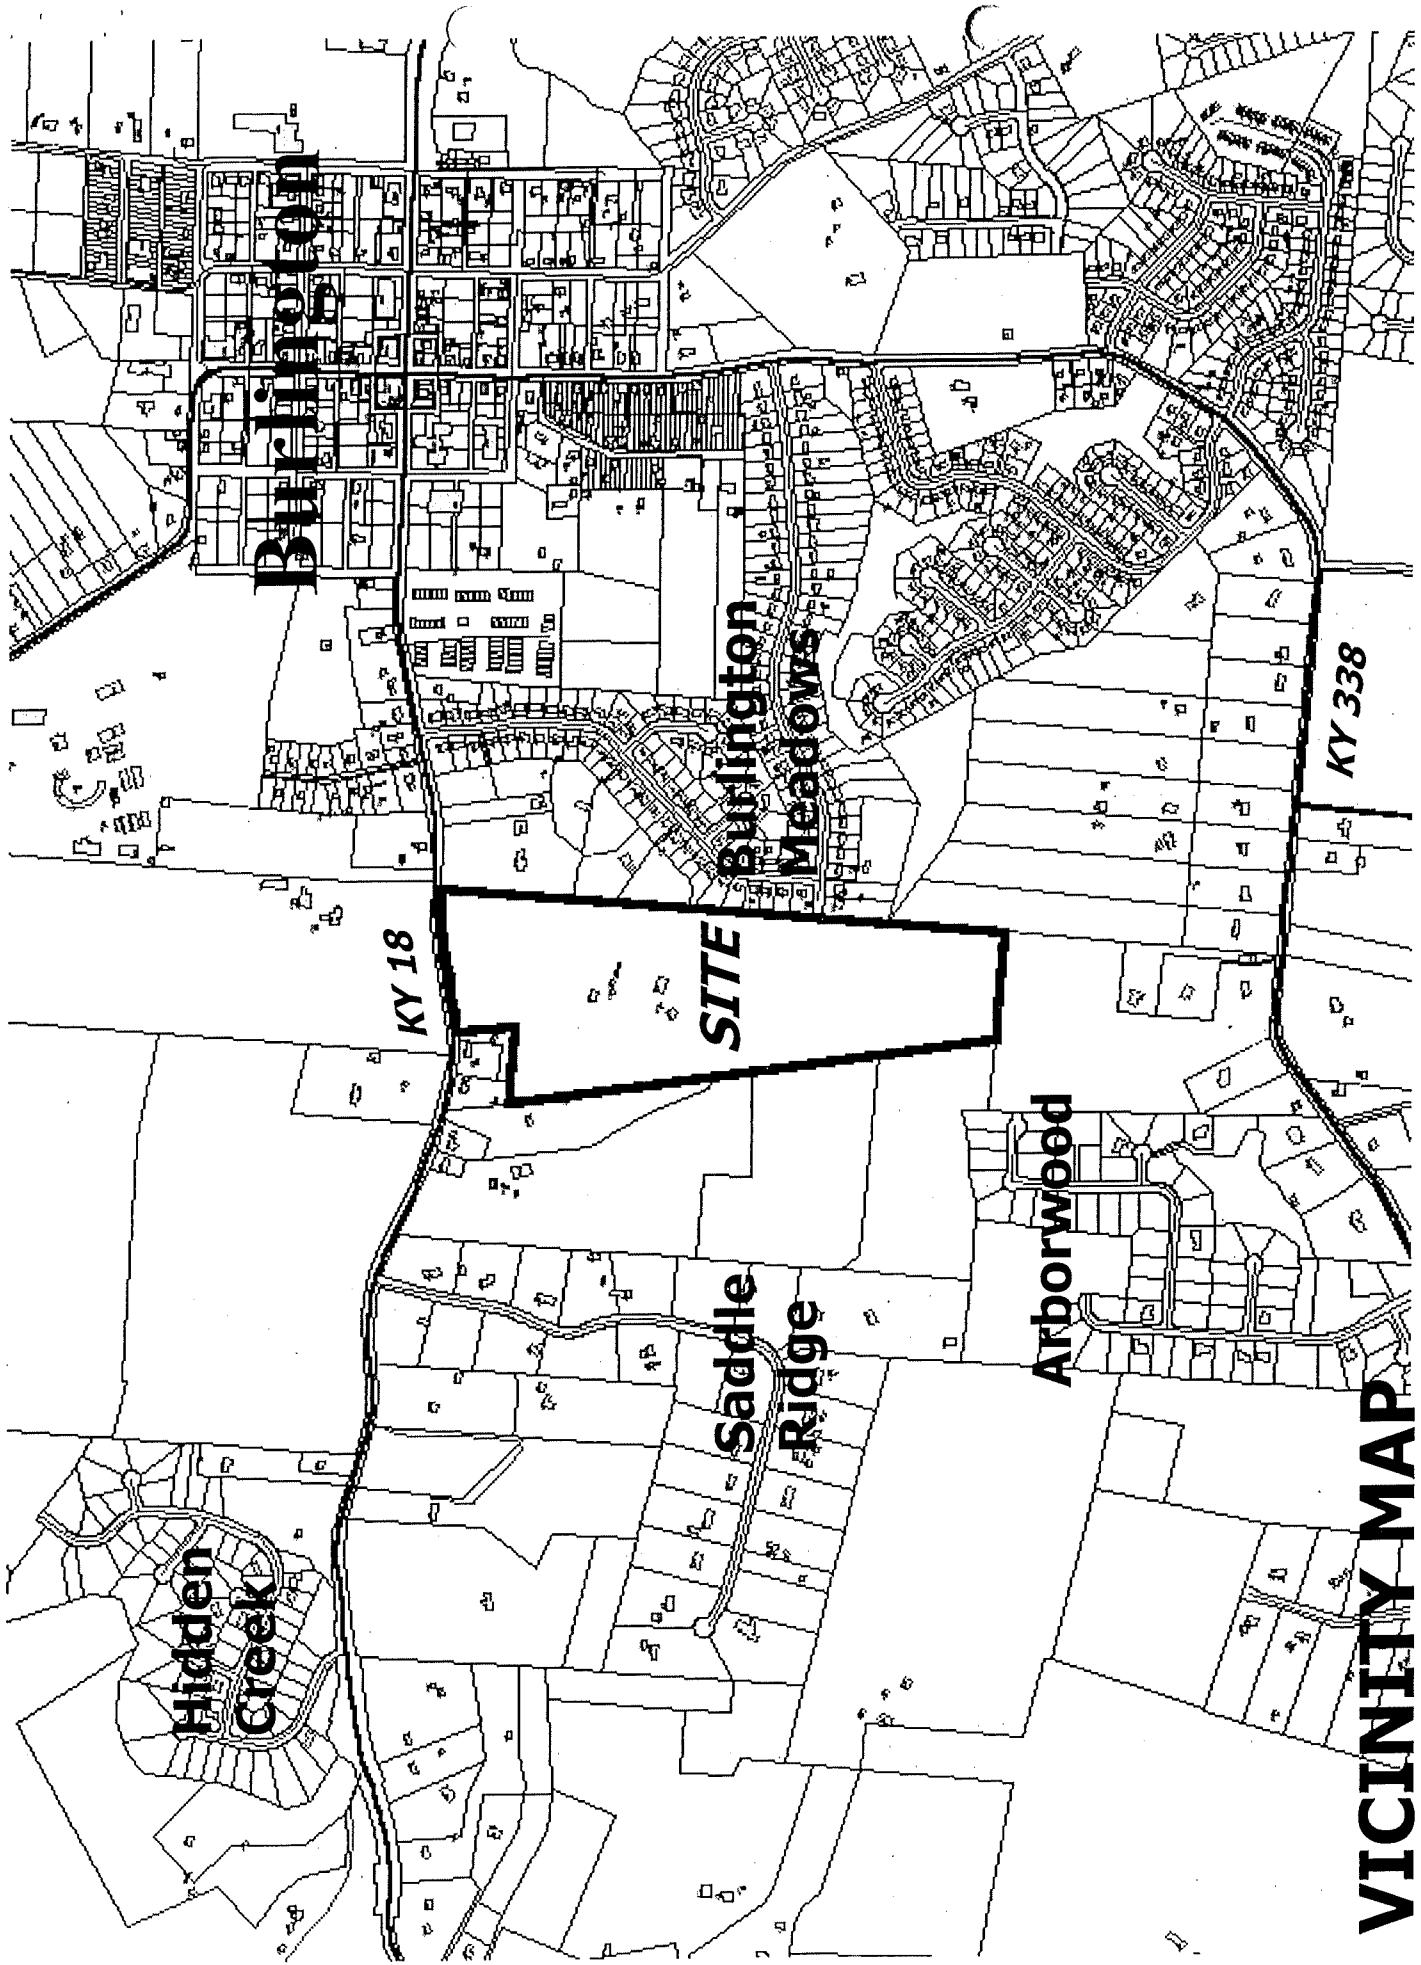 Burlington
KY 18
SITE
Burlington
Meadows
KY 338
Hidden
Creek
Saddle
Ridge
Arborwood
VICINITY MAP